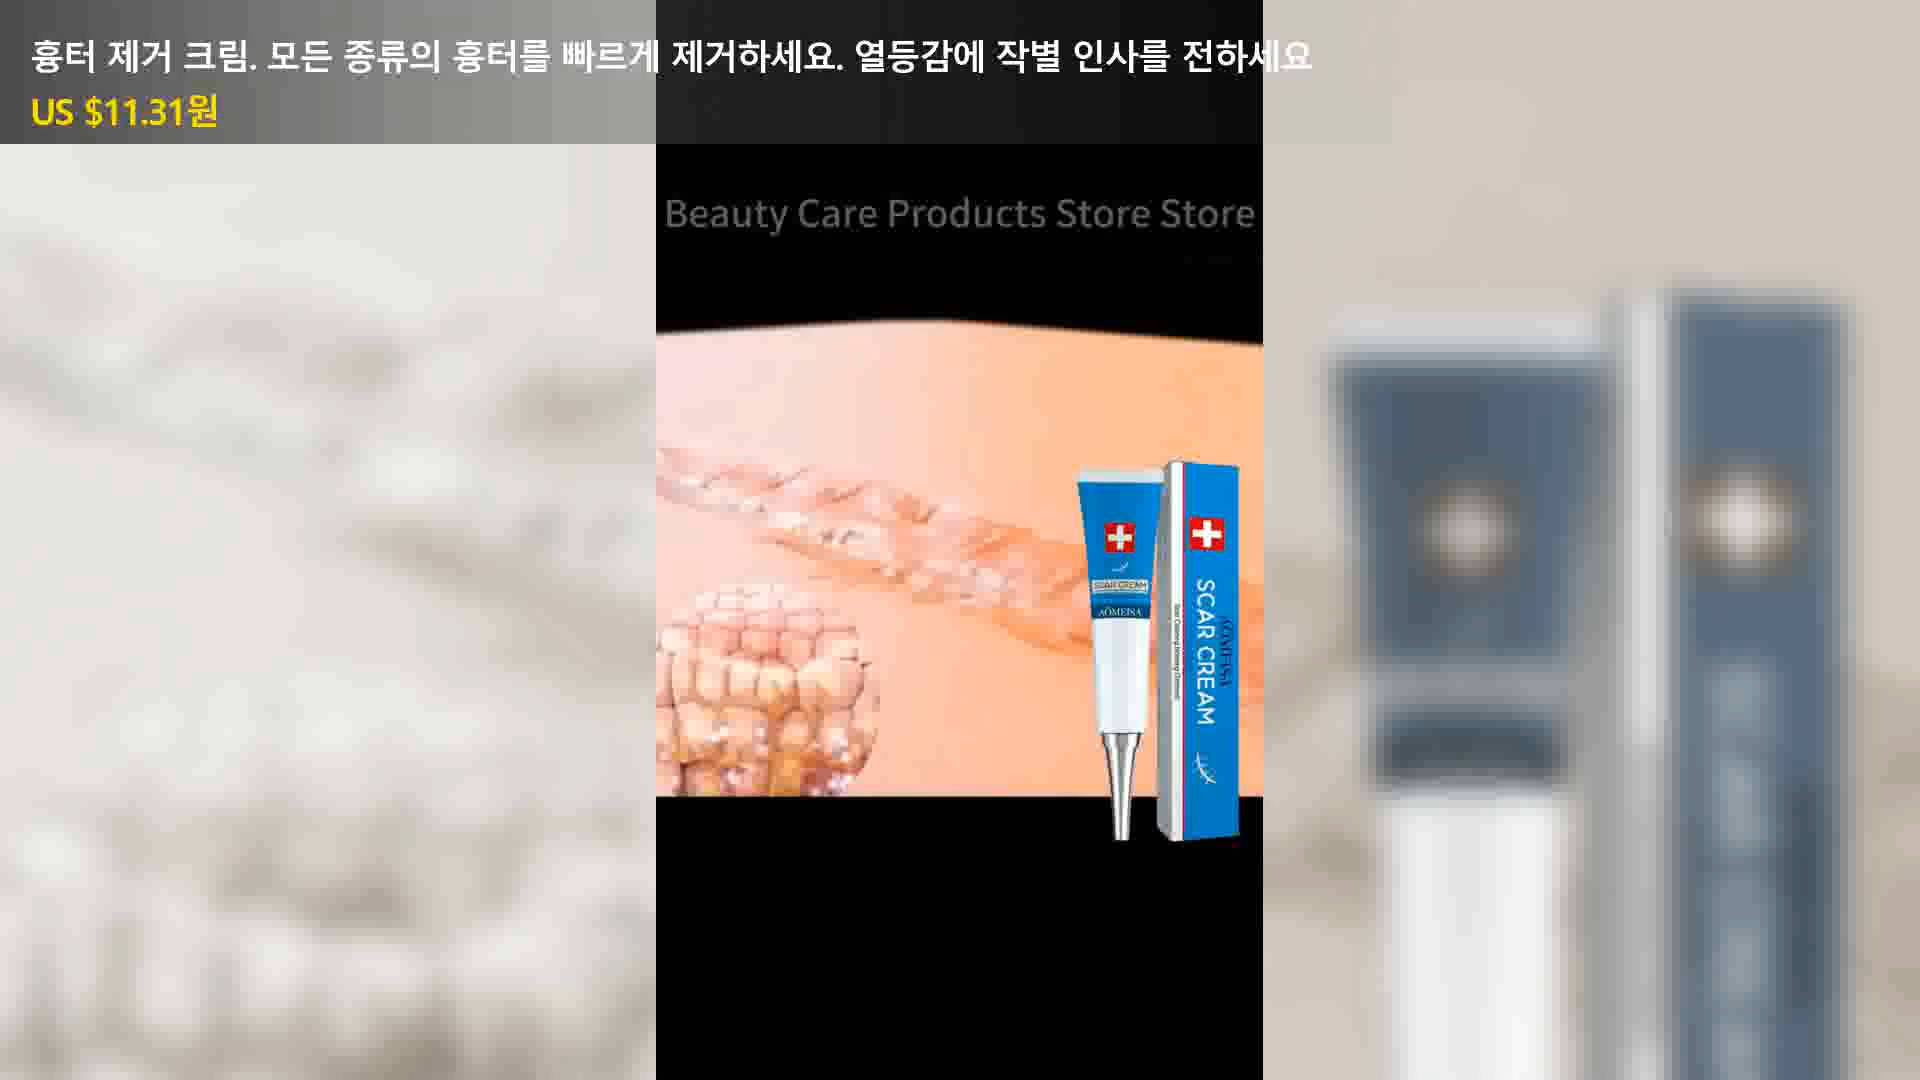 흉터 제거 크림. 모든 종류의 흉터를 빠르게 제거하세요. 열등감에 작별 인사를 전하세요
US $11.31원
Beauty Care Products Store Store
SCAR CREAM
AOMEISA
SCAR CREAM
AOMEISA